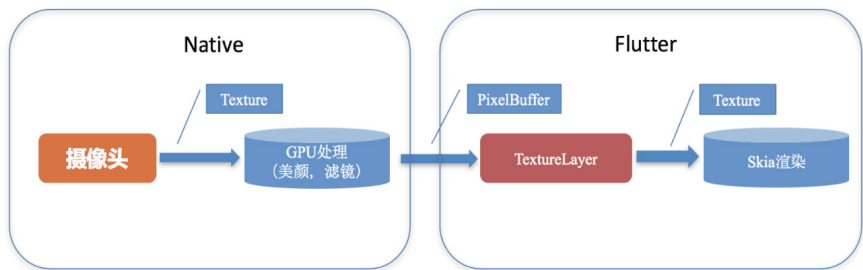 Native
Flutter
Texture
PixelBuffer
Texture
摄像头
GPU处理
（美颜，滤镜）
TextureLayer
Skia渲染